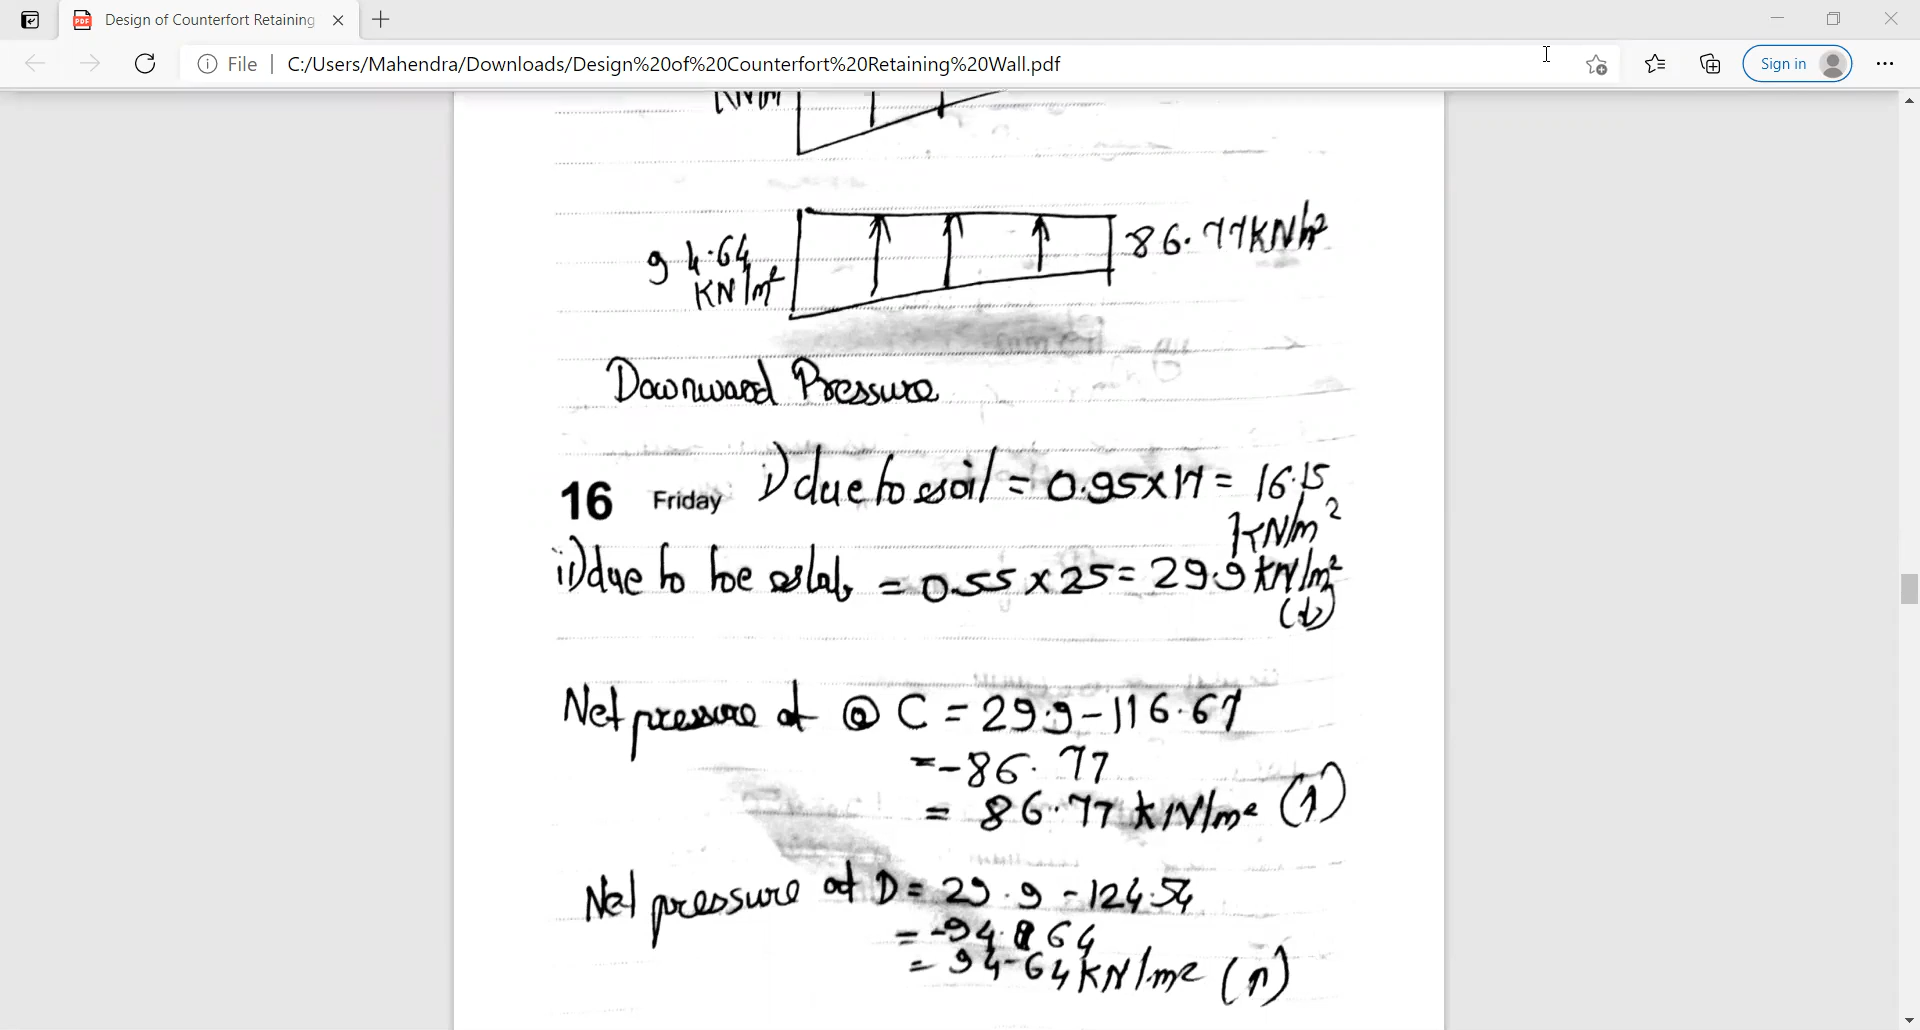 Design of Counterfort Retaining
File
C:/Users/Mahendra/Downloads/Design%20of%20Counterfort%20Retaining%20Wall.pdf
Sign in
KN/m
94.64
KN/m²
86.77KN/m²
Downward Pressure
16 Friday
i) due to soil = 0.95x17 = 16.15
KN/m²
ii) due to toe slab = 0.55 x 25 = 29.9 KN/m²
(↓)
Net pressure at @ C = 29.9-116.67
=-86.77
= 86.77 KN/m² (↑)
Net pressure at D = 29.9 - 124.54
= -94.64
= 94.64 KN/m² (↑)